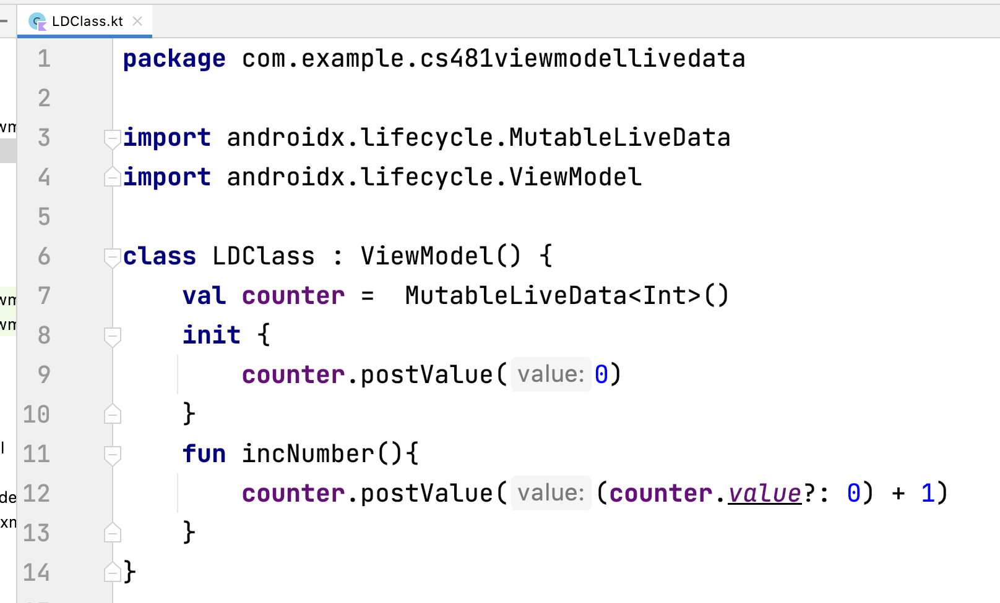 LDClass.kt
1 package com.example.cs481viewmodellivedata
2
3 import androidx.lifecycle.MutableLiveData
4 import androidx.lifecycle.ViewModel
5
6 class LDClass : ViewModel() {
7 val counter =  MutableLiveData<Int>()
8 init {
9 counter.postValue( value: 0)
10 }
11 fun incNumber(){
12 counter.postValue( value: (counter.value?: 0) + 1)
13 }
14 }